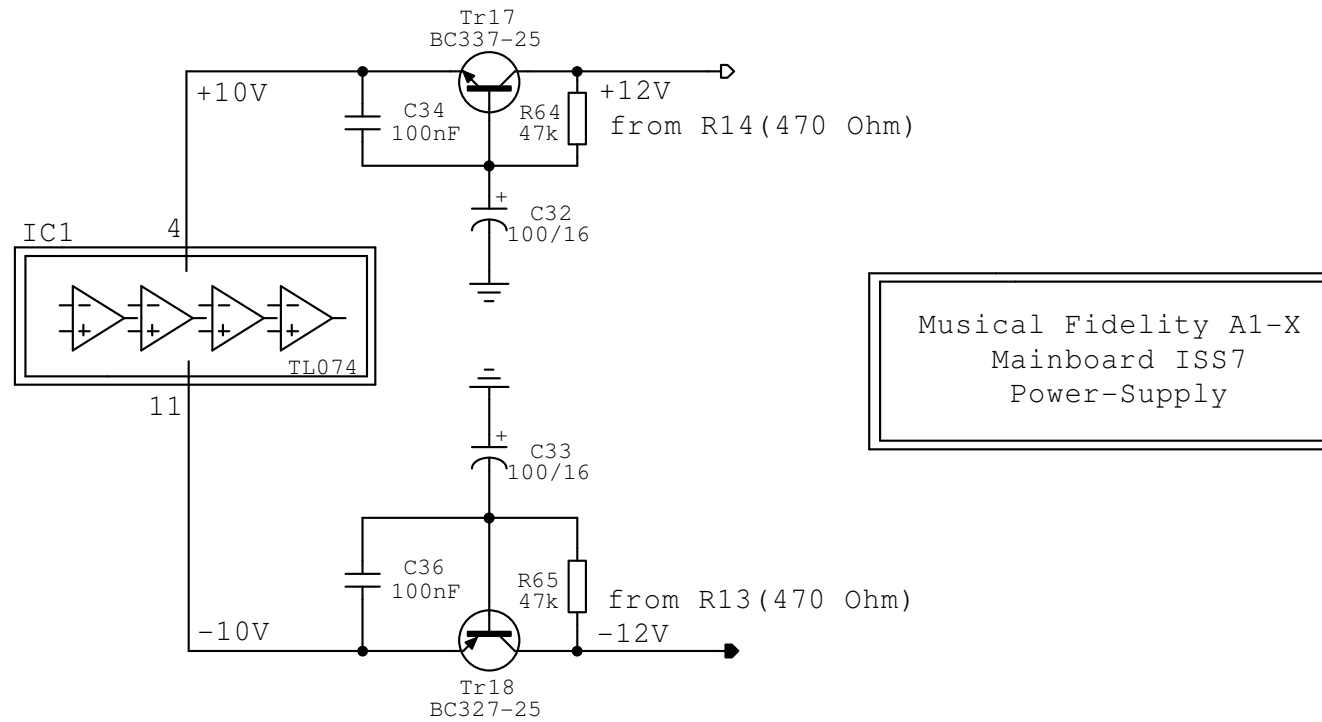 Tr17
BC337-25
+10V
C34
100nF
R64
47k
+12V
from R14(470 Ohm)
+
C32
100/16
IC1
4
- - - -
+ + + +
TL074
11
Musical Fidelity A1-X
Mainboard ISS7
Power-Supply
+
C33
100/16
C36
100nF
R65
47k
from R13(470 Ohm)
-10V
-12V
Tr18
BC327-25